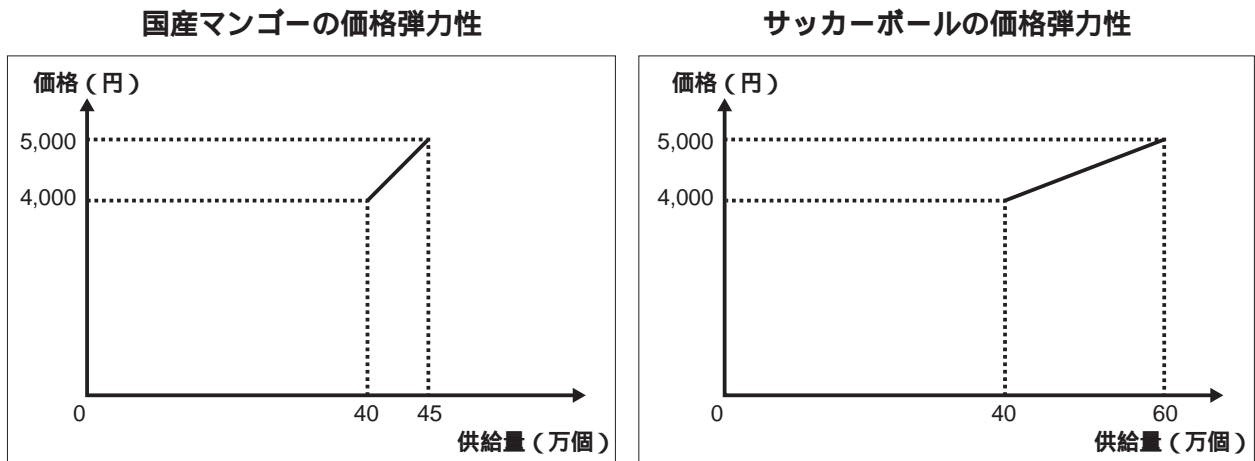 国産マンゴーの価格弾力性
価格（円）
5,000
4,000
0
40
45
供給量（万個）
サッカーボールの価格弾力性
価格（円）
5,000
4,000
0
40
60
供給量（万個）